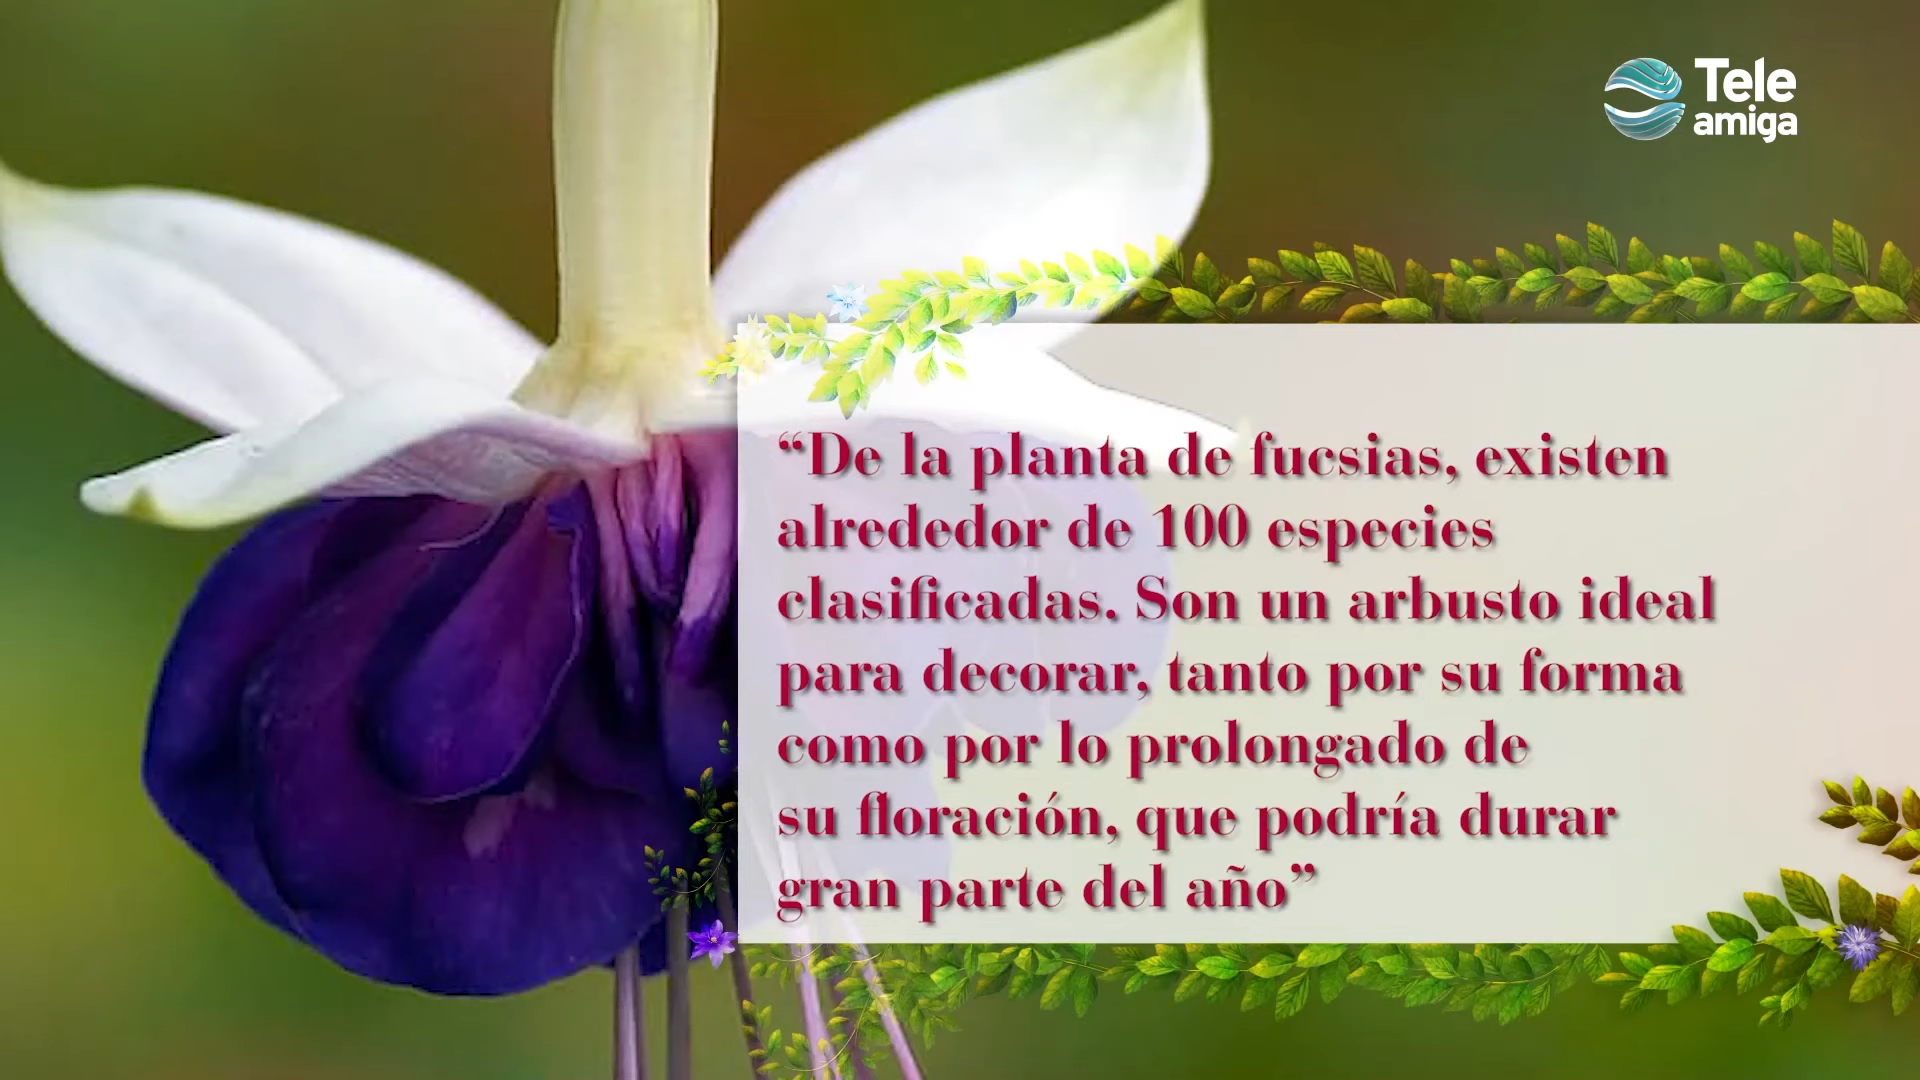 Tele
amiga
“De la planta de fucsias, existen
alrededor de 100 especies
clasificadas. Son un arbusto ideal
para decorar, tanto por su forma
como por lo prolongado de
su floración, que podría durar
gran parte del año”